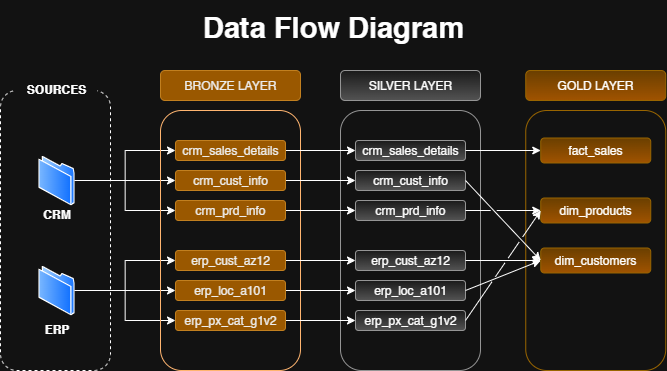 Data Flow Diagram
SOURCES
BRONZE LAYER
SILVER LAYER
GOLD LAYER
CRM
ERP
crm_sales_details
crm_cust_info
crm_prd_info
erp_cust_az12
erp_loc_a101
erp_px_cat_g1v2
crm_sales_details
crm_cust_info
crm_prd_info
erp_cust_az12
erp_loc_a101
erp_px_cat_g1v2
fact_sales
dim_products
dim_customers